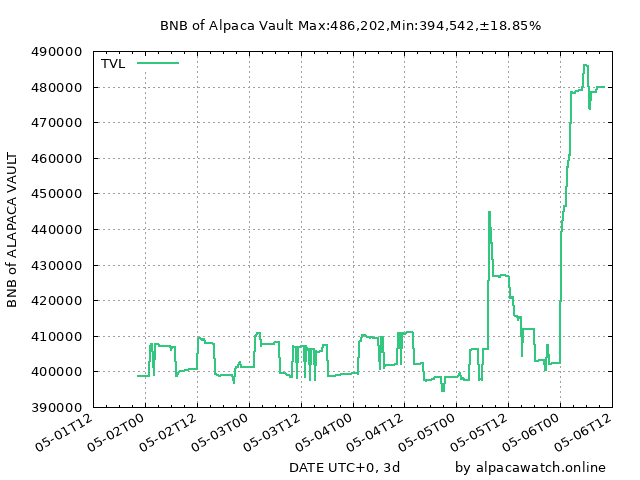 BNB of Alpaca Vault Max:486,202,Min:394,542,±18.85%
TVL
490000
480000
470000
460000
450000
440000
430000
420000
410000
400000
390000
BNB of ALAPACA VAULT
05-01T12
05-02T00
05-02T12
05-03T00
05-03T12
05-04T00
05-04T12
05-05T00
05-05T12
05-06T00
05-06T12
DATE UTC+0, 3d
by alpacawatch.online